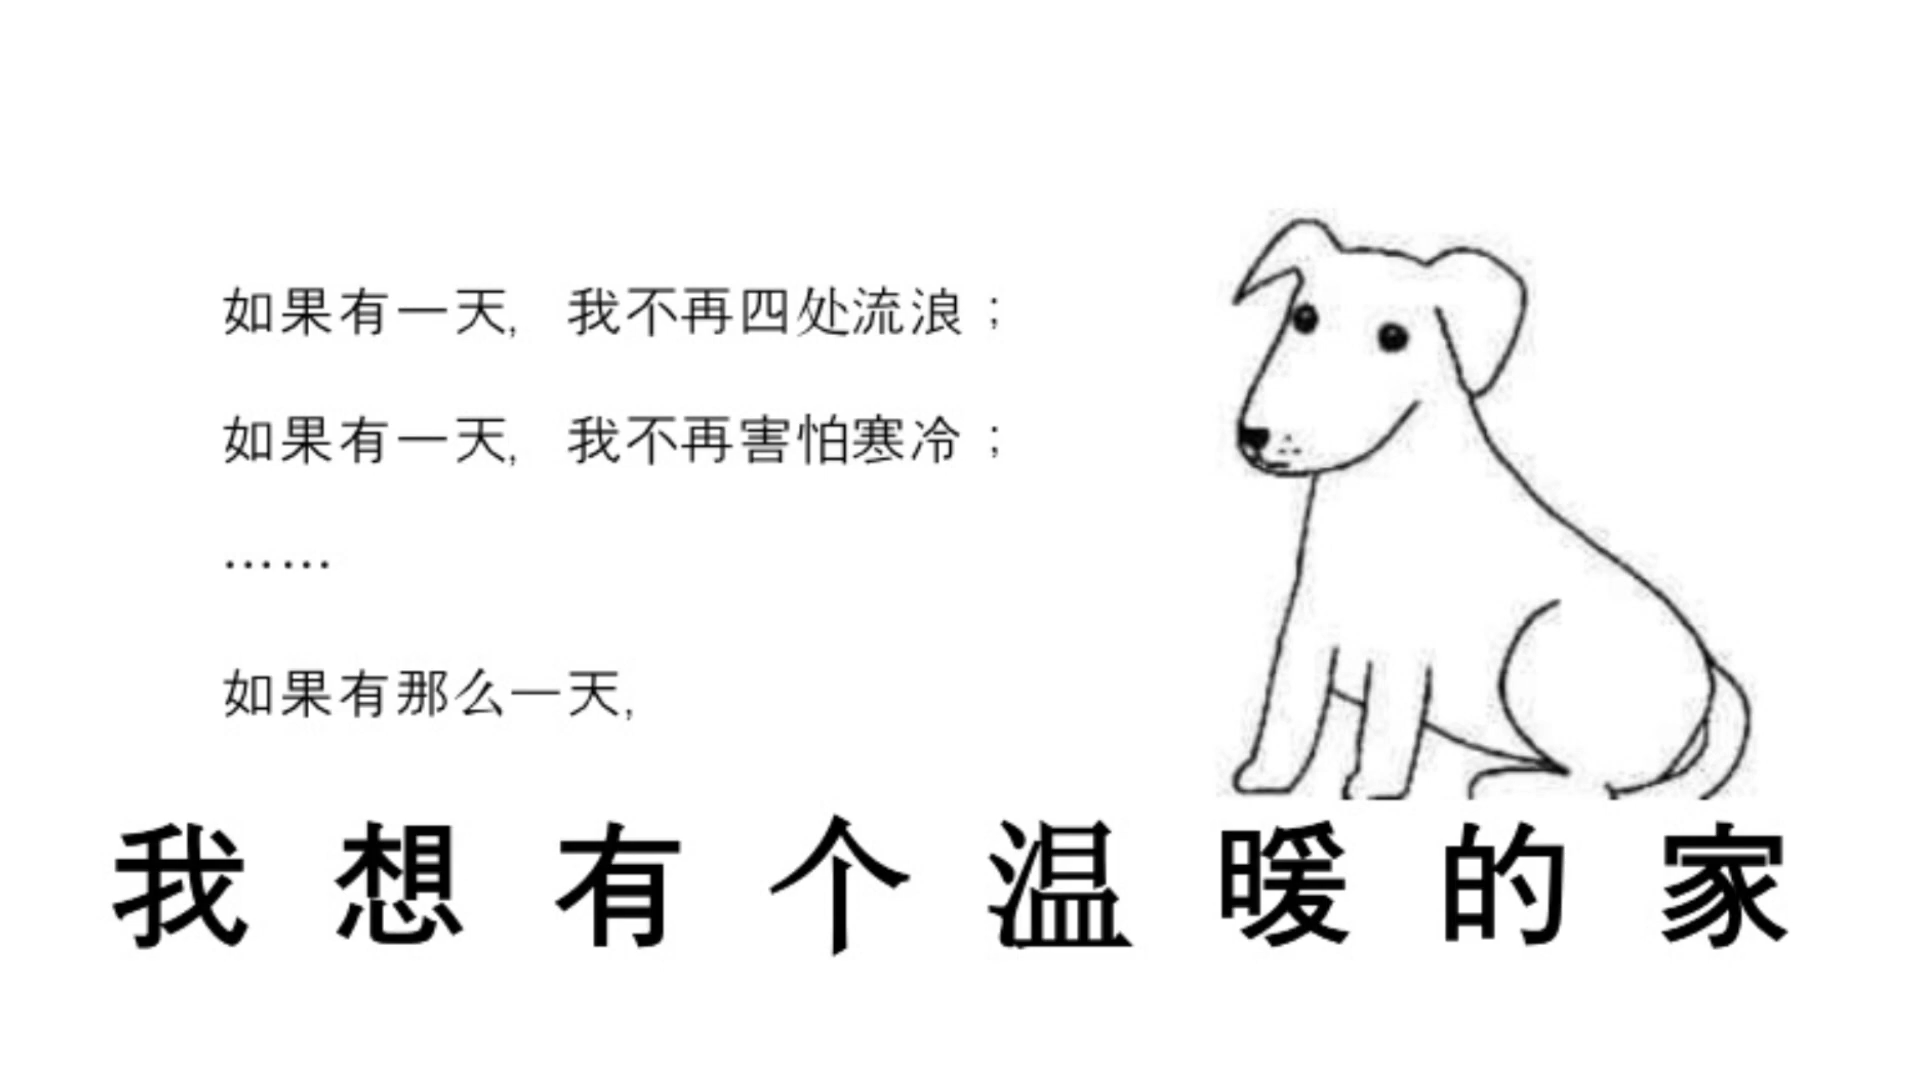 如果有一天，我不再四处流浪；
如果有一天，我不再害怕寒冷；
……
如果有那么一天，
我想有个温暖的家